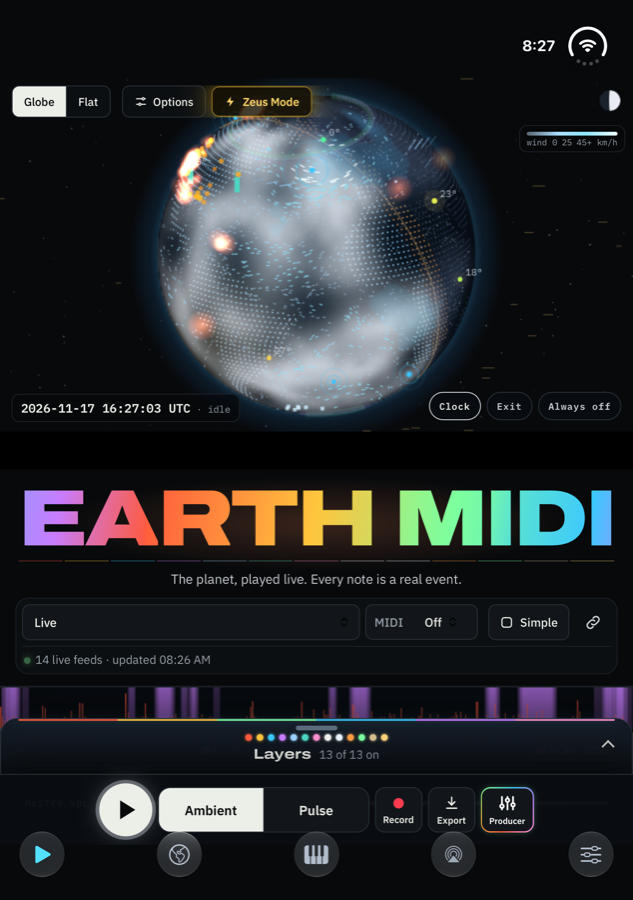 8:27
Globe Flat Options Zeus Mode
wind 0 25 45+ km/h
0°
23°
18°
2026-11-17 16:27:03 UTC · idle
Clock Exit Always off
EARTH MIDI
The planet, played live. Every note is a real event.
Live MIDI Off Simple
14 live feeds · updated 08:26 AM
Layers 13 of 13 on
Ambient Pulse Record Export Producer